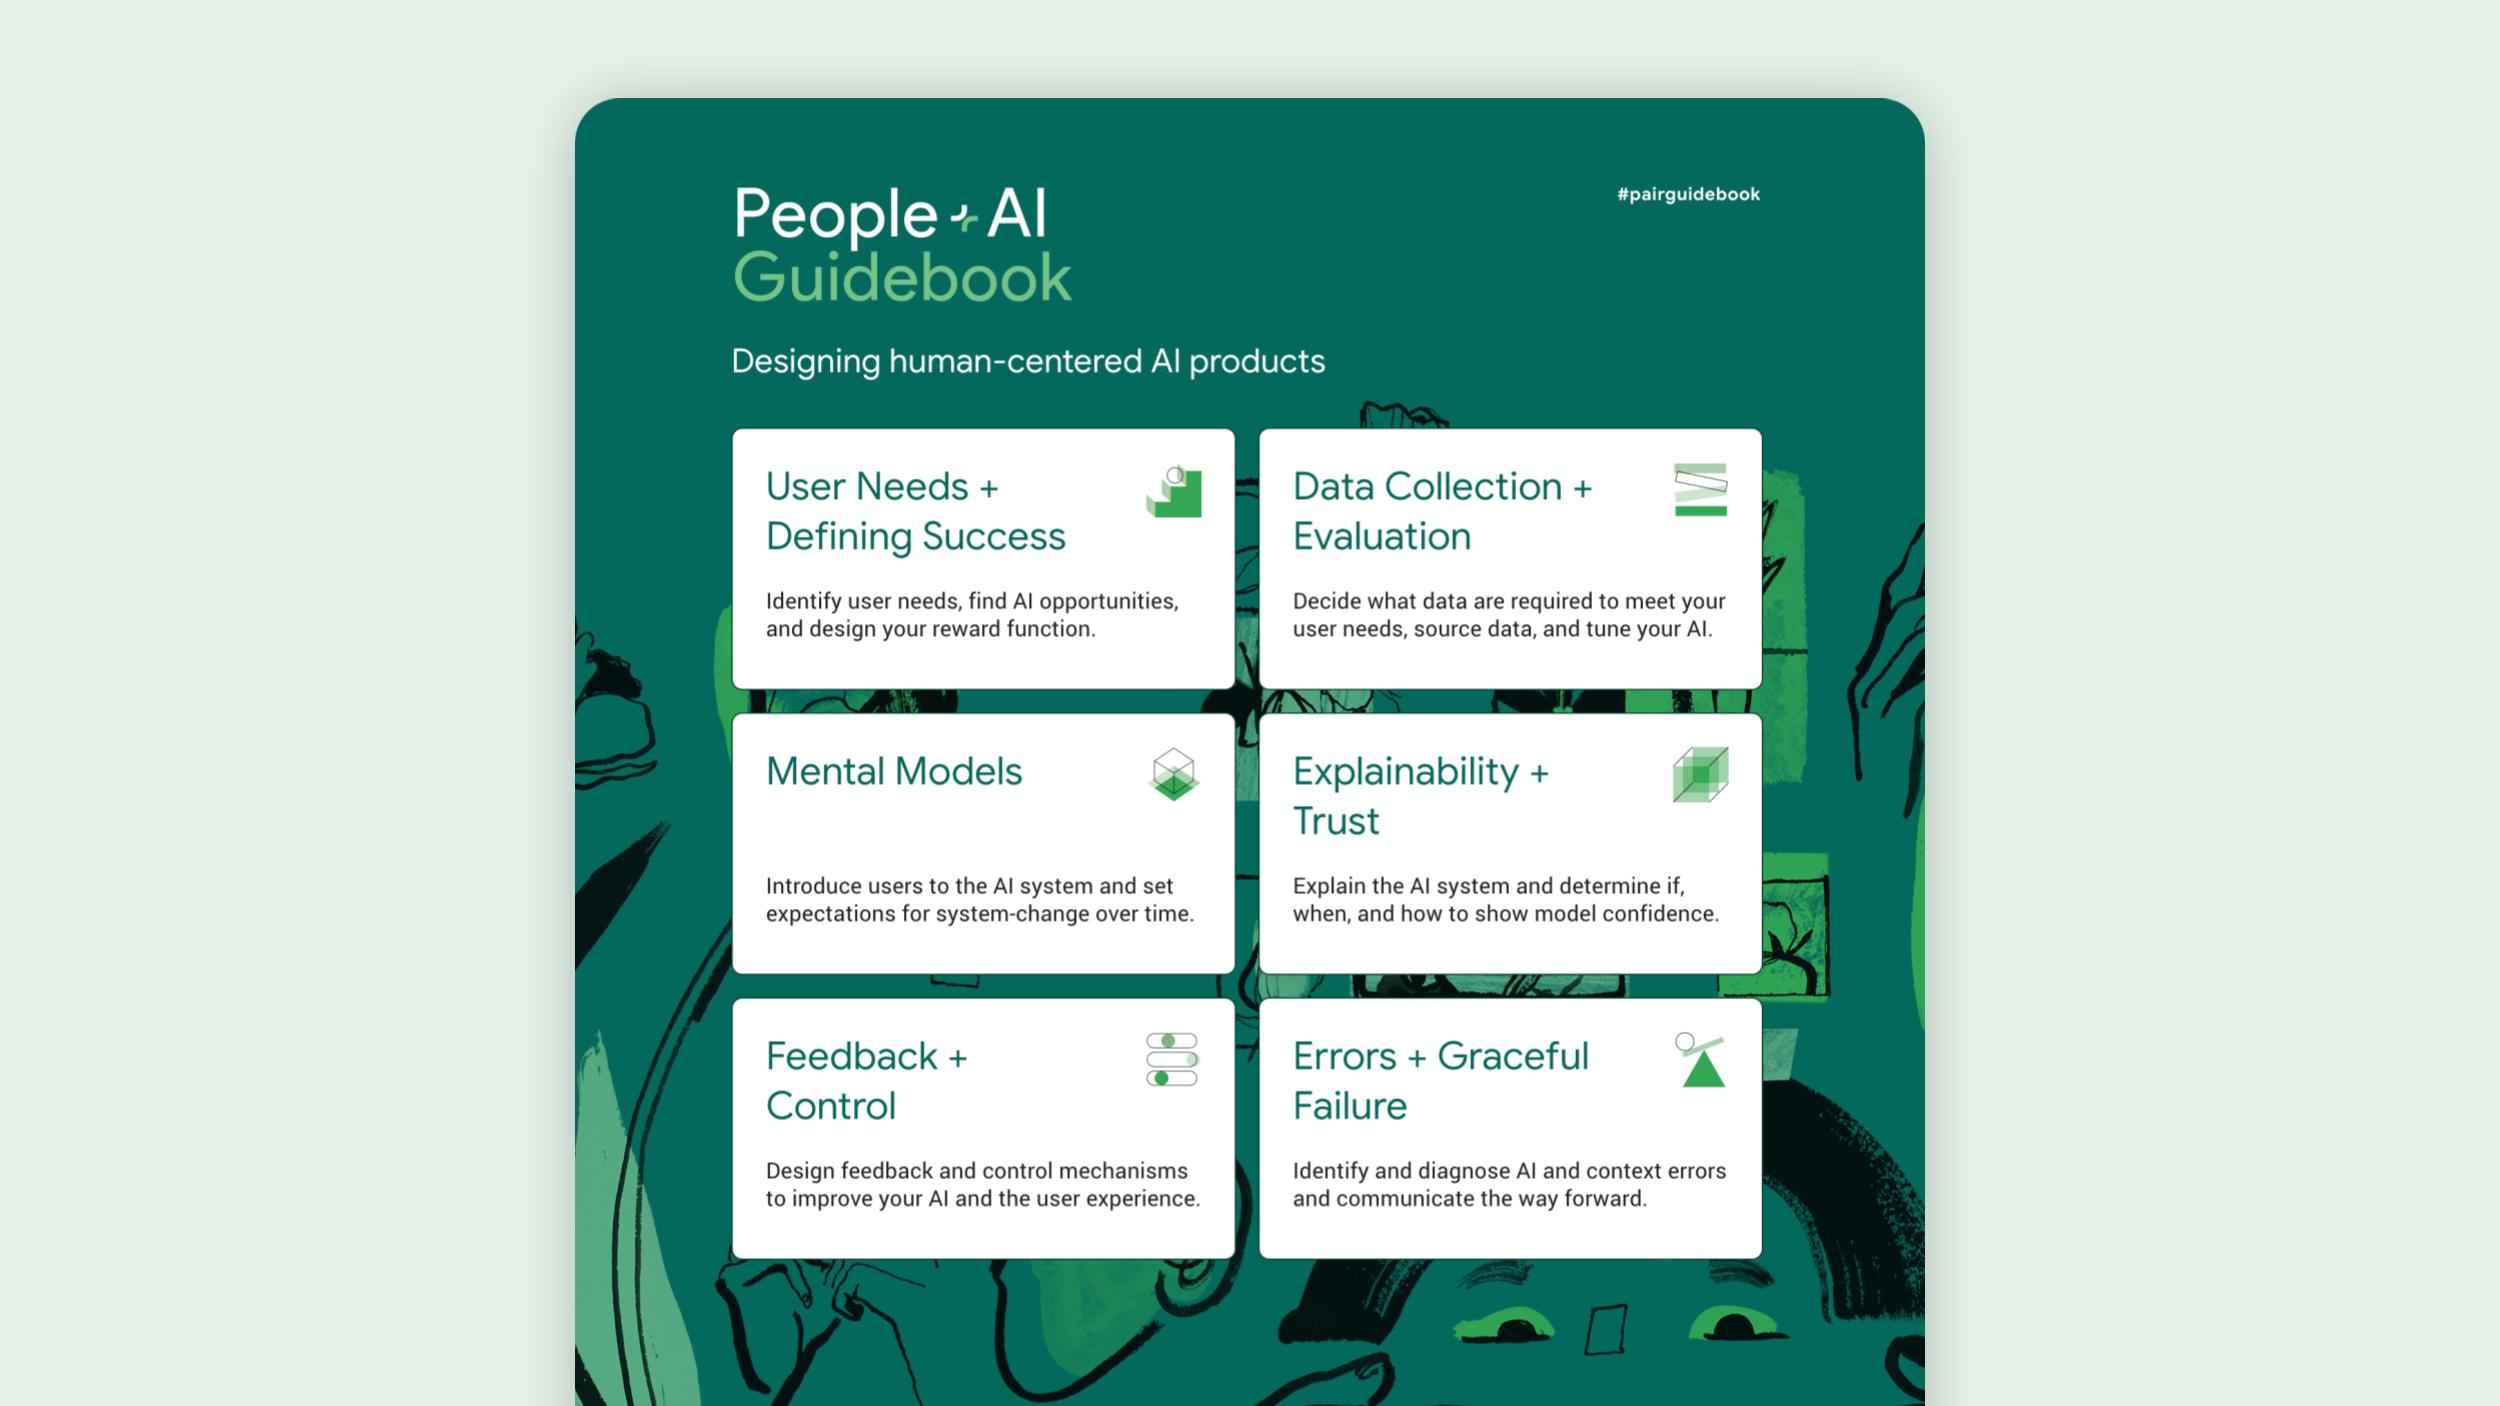 People + AI
Guidebook
#pairguidebook
Designing human-centered AI products
User Needs +
Defining Success
Identify user needs, find AI opportunities,
and design your reward function.
Data Collection +
Evaluation
Decide what data are required to meet your
user needs, source data, and tune your AI.
Mental Models
Introduce users to the AI system and set
expectations for system-change over time.
Explainability +
Trust
Explain the AI system and determine if,
when, and how to show model confidence.
Feedback +
Control
Design feedback and control mechanisms
to improve your AI and the user experience.
Errors + Graceful
Failure
Identify and diagnose AI and context errors
and communicate the way forward.